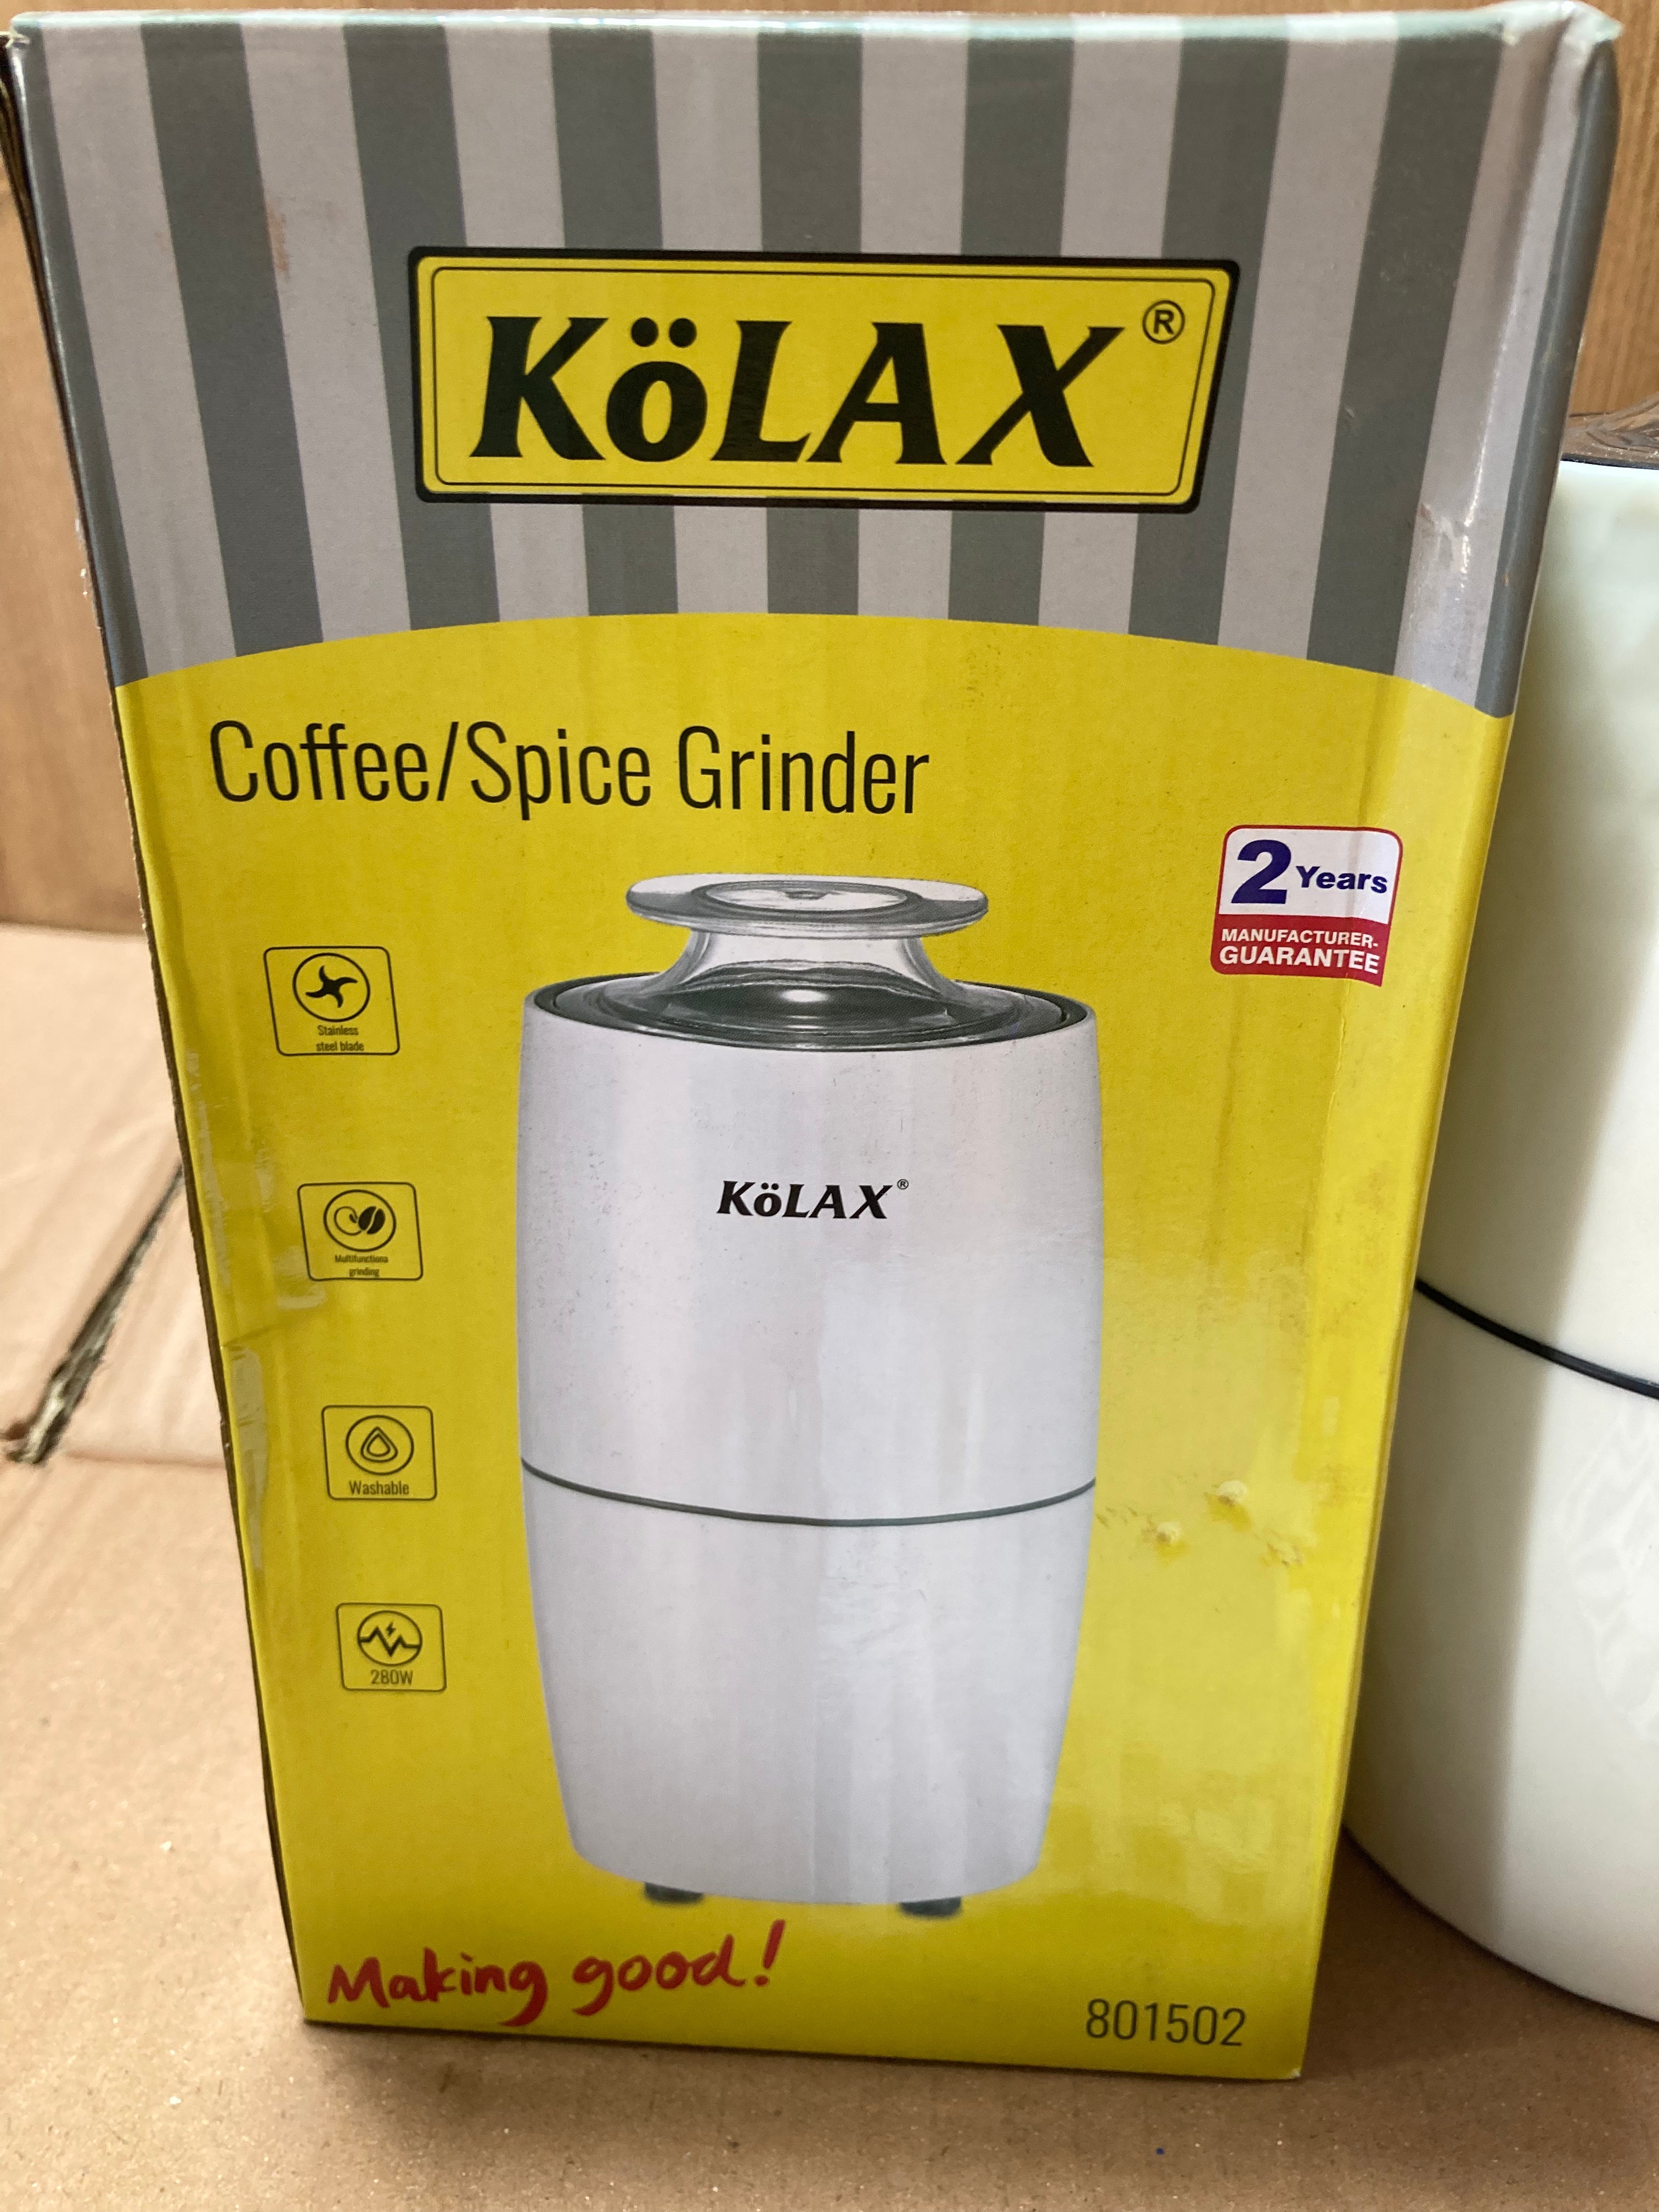 KöLAX®
Coffee/Spice Grinder
2 Years
MANUFACTURER-
GUARANTEE
Stainless
steel blade
KöLAX®
Multifunctiona
grinding
Washable
280W
Making good!
801502